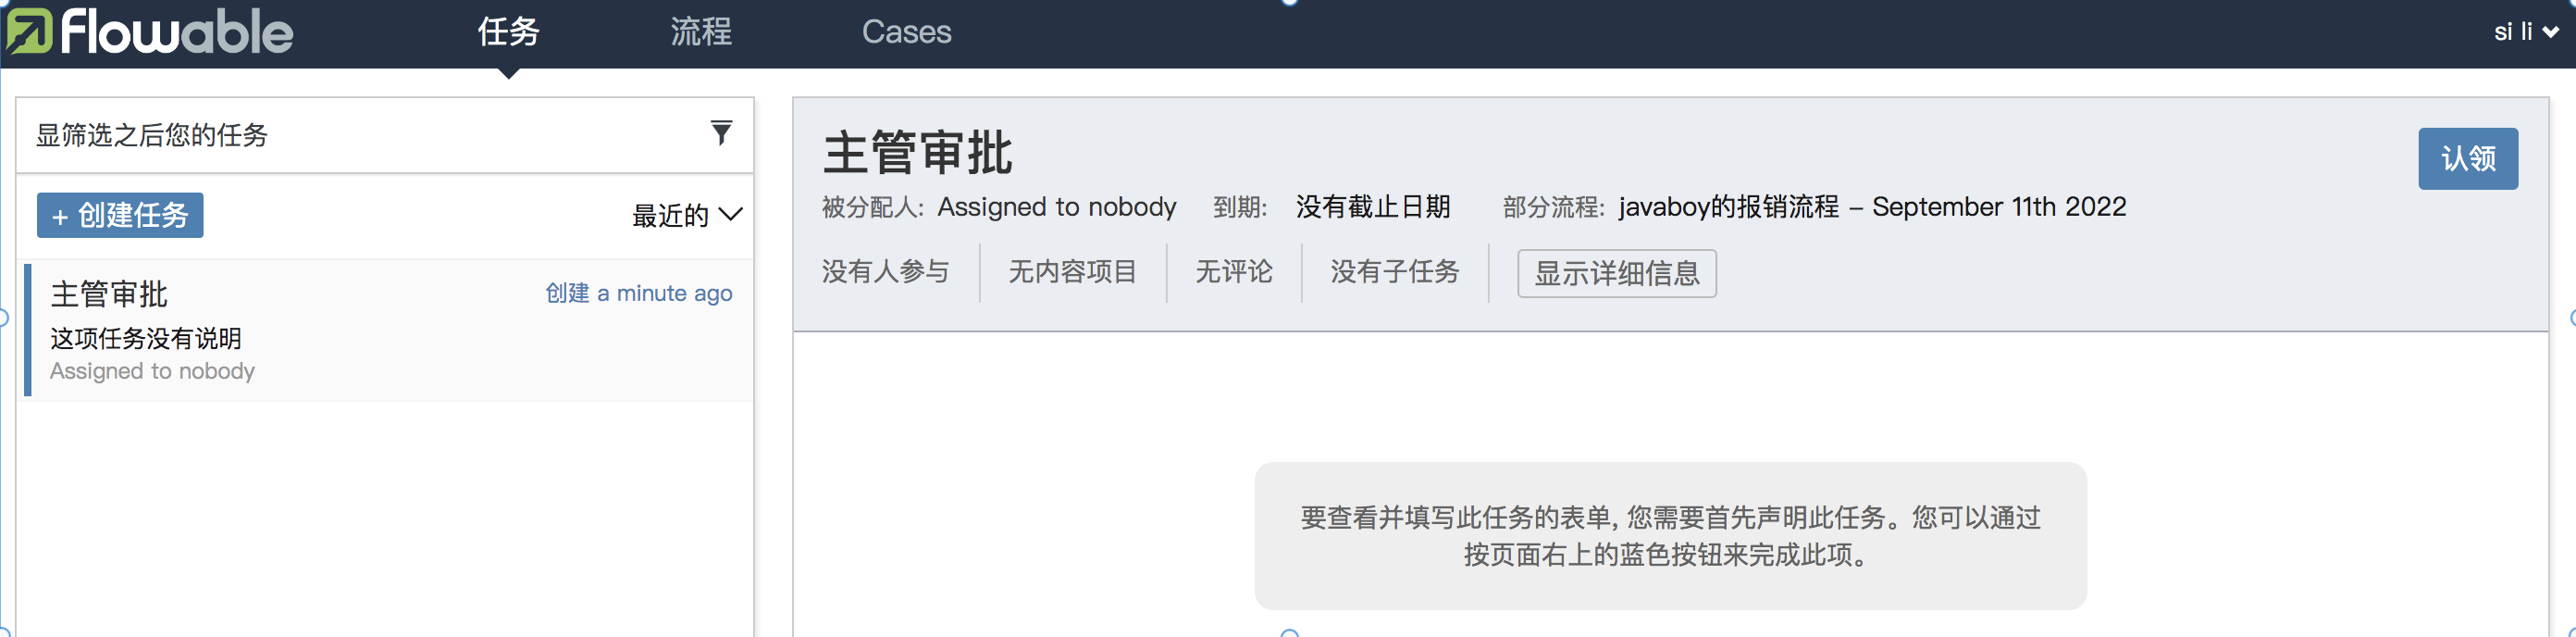 flowable 任务 流程 Cases si li
显筛选之后您的任务
+ 创建任务 最近的
主管审批 创建 a minute ago
这项任务没有说明
Assigned to nobody
主管审批 认领
被分配人: Assigned to nobody 到期: 没有截止日期 部分流程: javaboy的报销流程 – September 11th 2022
没有人参与 无内容项目 无评论 没有子任务 显示详细信息
要查看并填写此任务的表单, 您需要首先声明此任务。您可以通过
按页面右上的蓝色按钮来完成此项。